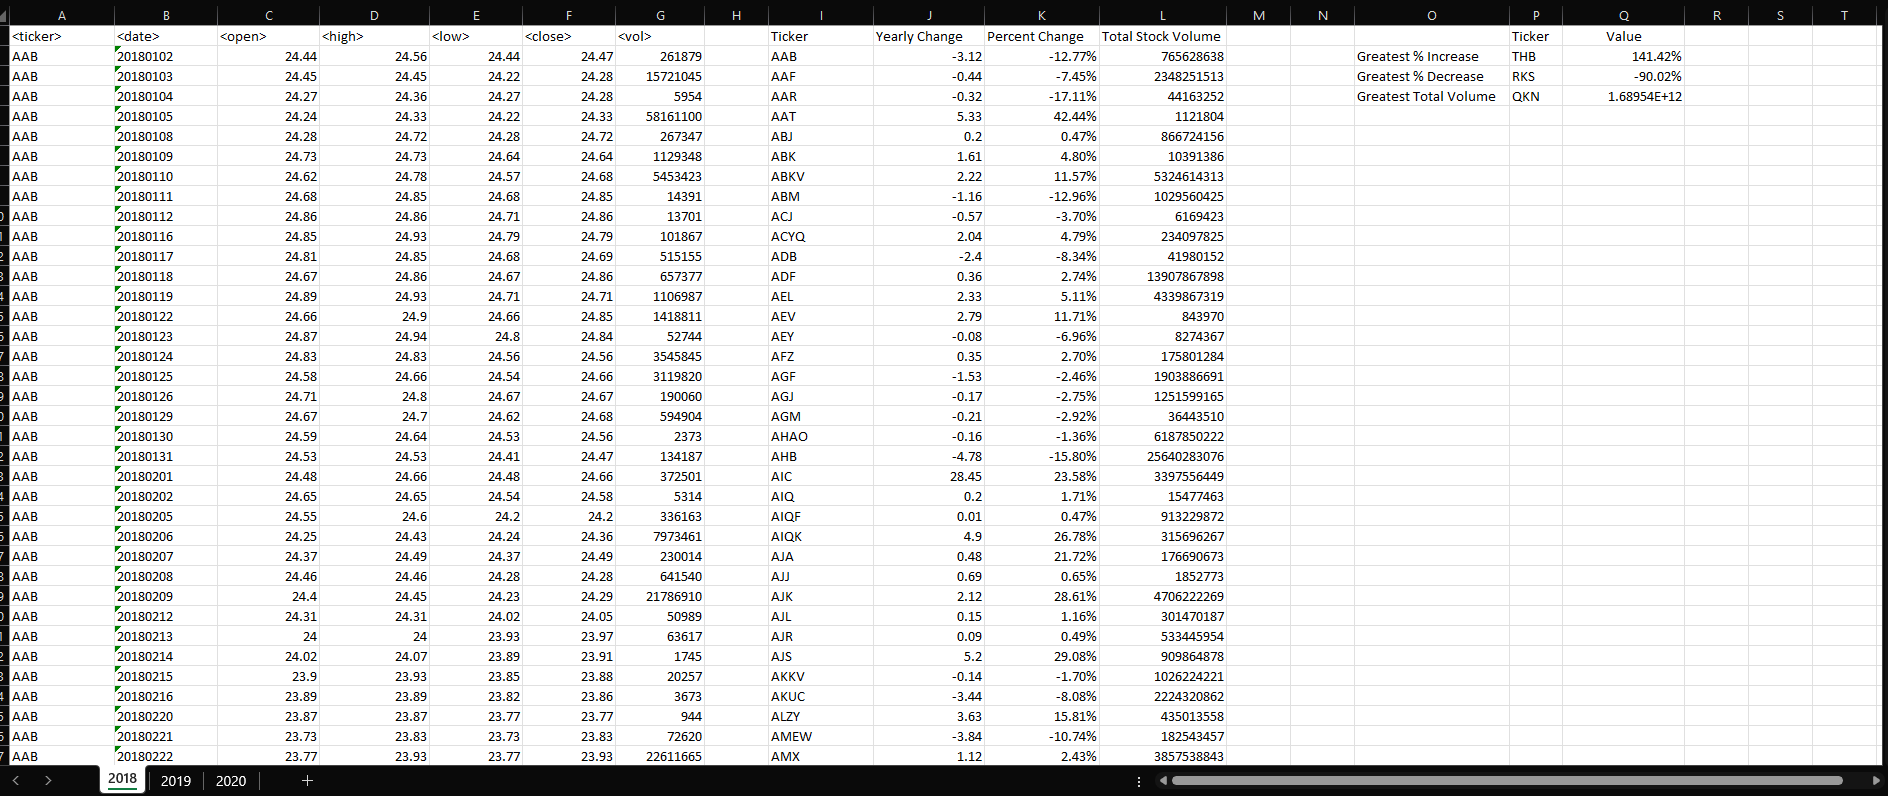 A B C D E F G H I J K L M N O P Q R S T
<ticker> <date> <open> <high> <low> <close> <vol> Ticker Yearly Change Percent Change Total Stock Volume Ticker Value
AAB 20180102 24.44 24.56 24.44 24.47 261879 AAB -3.12 -12.77% 765628638 Greatest % Increase THB 141.42%
AAB 20180103 24.45 24.45 24.22 24.28 15721045 AAF -0.44 -7.45% 2348251513 Greatest % Decrease RKS -90.02%
AAB 20180104 24.27 24.36 24.27 24.28 5954 AAR -0.32 -17.11% 44163252 Greatest Total Volume QKN 1.68954E+12
AAB 20180105 24.24 24.33 24.22 24.33 58161100 AAT 5.33 42.44% 1121804
AAB 20180108 24.28 24.72 24.28 24.72 267347 ABJ 0.2 0.47% 866724156
AAB 20180109 24.73 24.73 24.64 24.64 1129348 ABK 1.61 4.80% 10391386
AAB 20180110 24.62 24.78 24.57 24.68 5453423 ABKV 2.22 11.57% 5324614313
AAB 20180111 24.68 24.85 24.68 24.85 14391 ABM -1.16 -12.96% 1029560425
AAB 20180112 24.86 24.86 24.71 24.86 13701 ACJ -0.57 -3.70% 6169423
AAB 20180116 24.85 24.93 24.79 24.79 101867 ACYQ 2.04 4.79% 234097825
AAB 20180117 24.81 24.85 24.68 24.69 515155 ADB -2.4 -8.34% 41980152
AAB 20180118 24.67 24.86 24.67 24.86 657377 ADF 0.36 2.74% 13907867898
AAB 20180119 24.89 24.93 24.71 24.71 1106987 AEL 2.33 5.11% 4339867319
AAB 20180122 24.66 24.9 24.66 24.85 1418811 AEV 2.79 11.71% 843970
AAB 20180123 24.87 24.94 24.8 24.84 52744 AEY -0.08 -6.96% 8274367
AAB 20180124 24.83 24.83 24.56 24.56 3545845 AFZ 0.35 2.70% 175801284
AAB 20180125 24.58 24.66 24.54 24.66 3119820 AGF -1.53 -2.46% 1903886691
AAB 20180126 24.71 24.8 24.67 24.67 190060 AGJ -0.17 -2.75% 1251599165
AAB 20180129 24.67 24.7 24.62 24.68 594904 AGM -0.21 -2.92% 36443510
AAB 20180130 24.59 24.64 24.53 24.56 2373 AHAO -0.16 -1.36% 6187850222
AAB 20180131 24.53 24.53 24.41 24.47 134187 AHB -4.78 -15.80% 25640283076
AAB 20180201 24.48 24.66 24.48 24.66 372501 AIC 28.45 23.58% 3397556449
AAB 20180202 24.65 24.65 24.54 24.58 5314 AIQ 0.2 1.71% 15477463
AAB 20180205 24.55 24.6 24.2 24.2 336163 AIQF 0.01 0.47% 913229872
AAB 20180206 24.25 24.43 24.24 24.36 7973461 AIQK 4.9 26.78% 315696267
AAB 20180207 24.37 24.49 24.37 24.49 230014 AJA 0.48 21.72% 176690673
AAB 20180208 24.46 24.46 24.28 24.28 641540 AJJ 0.69 0.65% 1852773
AAB 20180209 24.4 24.45 24.23 24.29 21786910 AJK 2.12 28.61% 4706222269
AAB 20180212 24.31 24.31 24.02 24.05 50989 AJL 0.15 1.16% 301470187
AAB 20180213 24 24 23.93 23.97 63617 AJR 0.09 0.49% 533445954
AAB 20180214 24.02 24.07 23.89 23.91 1745 AJS 5.2 29.08% 909864878
AAB 20180215 23.9 23.93 23.85 23.88 20257 AKKV -0.14 -1.70% 1026224221
AAB 20180216 23.89 23.89 23.82 23.86 3673 AKUC -3.44 -8.08% 2224320862
AAB 20180220 23.87 23.87 23.77 23.77 944 ALZY 3.63 15.81% 435013558
AAB 20180221 23.73 23.83 23.73 23.83 72620 AMEW -3.84 -10.74% 182543457
AAB 20180222 23.77 23.93 23.77 23.93 22611665 AMX 1.12 2.43% 3857538843
2018 2019 2020